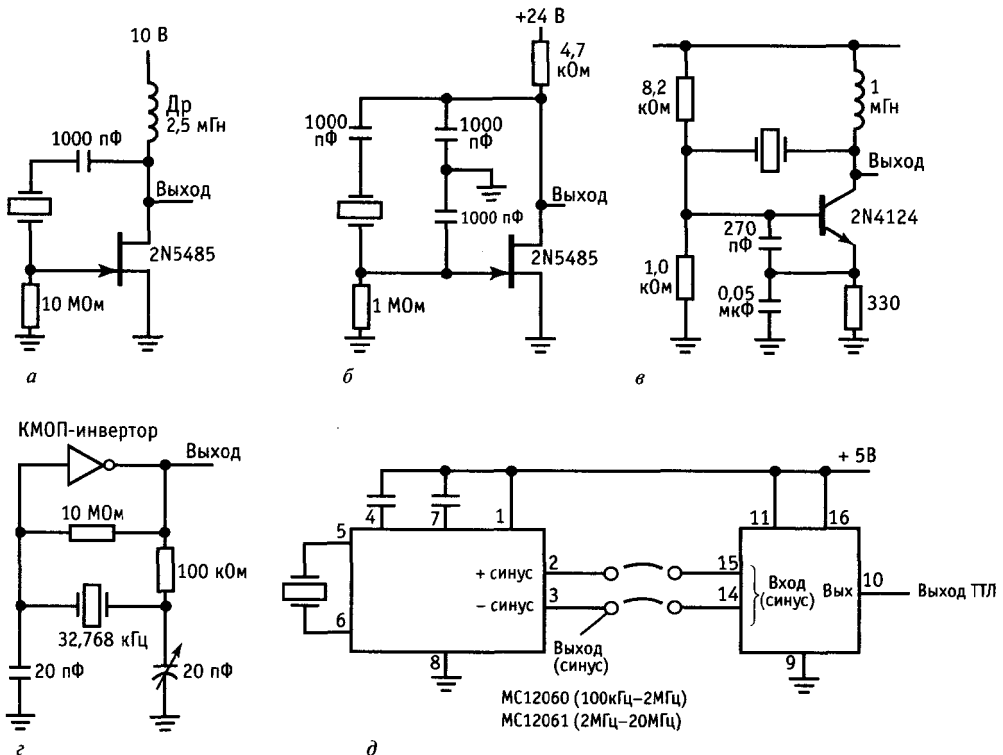 10 В
Др
2,5 мГн
1000 пФ
Выход
2N5485
10 МОм
а
+24 В
4,7
кОм
1000
пФ
1000
пФ
1000 пФ
Выход
2N5485
1 МОм
б
8,2
кОм
1
мГн
Выход
2N4124
270
пФ
1,0
кОм
0,05
мкФ
330
в
КМОП-инвертор
Выход
10 МОм
100 кОм
32,768 кГц
20 пФ
20 пФ
г
+ 5В
4
7
1
11
16
5
6
2
3
15
14
+ синус
− синус
Вход
(синус)
Вых
10
Выход ТТЛ
Выход
(синус)
8
9
MC12060 (100кГц−2МГц)
MC12061 (2МГц−20МГц)
д